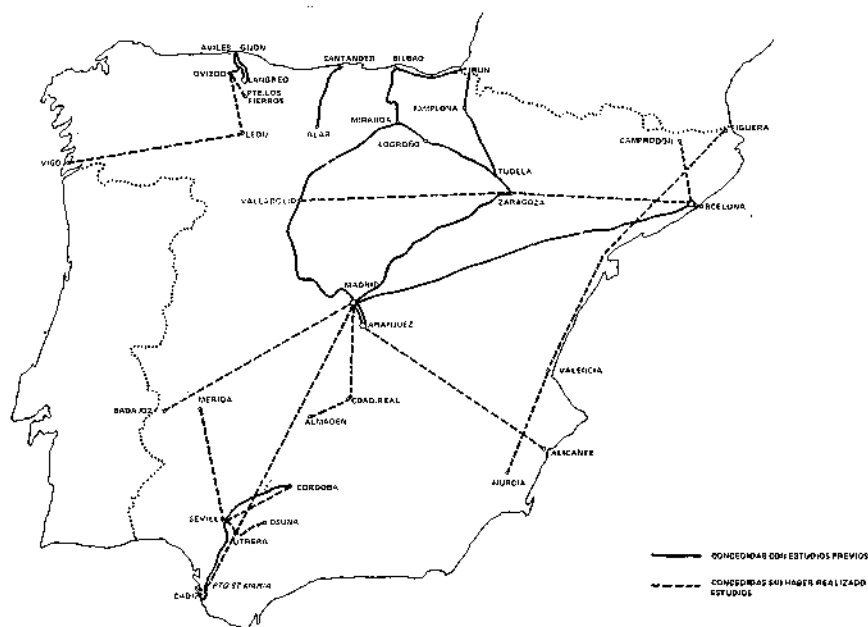 AVILES GIJON
SANTANDER
BILBAO
OVIEDO
LANGREO
IRUN
PTE.LOS
FIERROS
PAMPLONA
MIRANDA
LEON
ALAR
LOGROÑO
CAMPRODON
FIGUERA
VIGO
TUDELA
VALLADOLID
ZARAGOZA
BARCELONA
MADRID
ARANJUEZ
VALENCIA
MERIDA
CDAD.REAL
BADAJOZ
ALMADEN
ALICANTE
MURCIA
CORDOBA
SEVILLA
OSUNA
UTRERA
PTO ST MARIA
CADIZ
CONCEDIDAS CON ESTUDIOS PREVIOS
CONCEDIDAS SIN HABER REALIZADO
ESTUDIOS